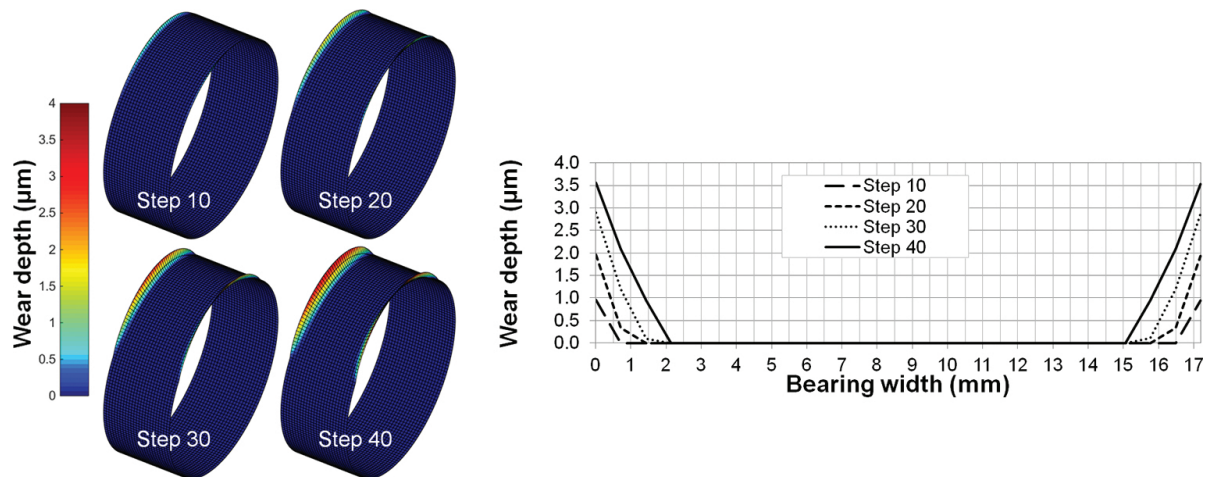 Wear depth (μm)
4
3.5
3
2.5
2
1.5
1
0.5
0
Step 10
Step 20
Step 30
Step 40
Wear depth (μm)
4.0
3.5
3.0
2.5
2.0
1.5
1.0
0.5
0.0
Step 10
Step 20
Step 30
Step 40
0 1 2 3 4 5 6 7 8 9 10 11 12 13 14 15 16 17
Bearing width (mm)